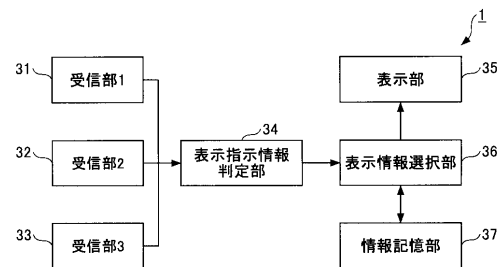 1
31
受信部1
32
受信部2
33
受信部3
34
表示指示情報
判定部
表示部
35
表示情報選択部
36
情報記憶部
37